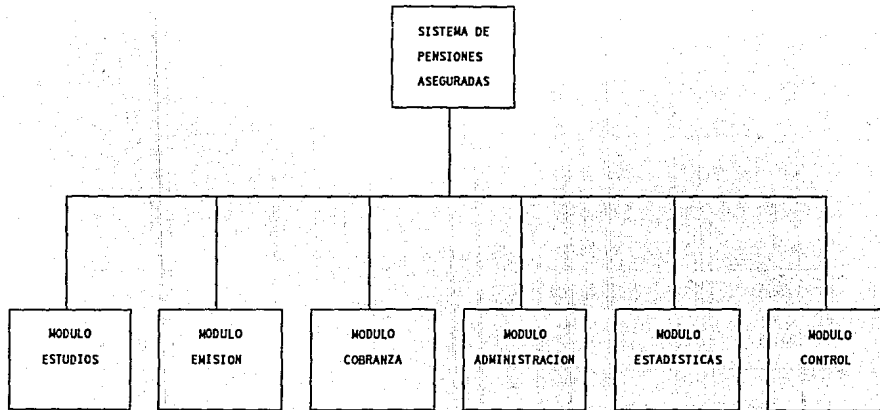 SISTEMA DE
PENSIONES
ASEGURADAS
MODULO
ESTUDIOS
MODULO
EMISION
MODULO
COBRANZA
MODULO
ADMINISTRACION
MODULO
ESTADISTICAS
MODULO
CONTROL